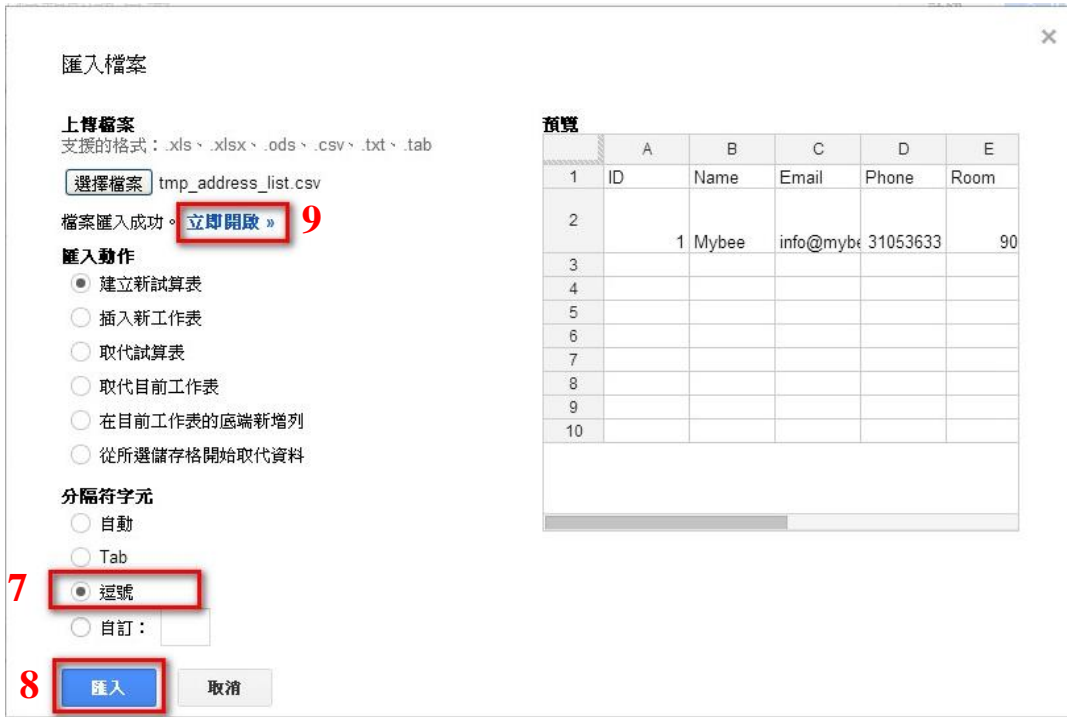 匯入檔案
×
上傳檔案
支援的格式：.xls、.xlsx、.ods、.csv、.txt、.tab
選擇檔案 tmp_address_list.csv
檔案匯入成功。立即開啟 » 9
匯入動作
建立新試算表
插入新工作表
取代試算表
取代目前工作表
在目前工作表的底端新增列
從所選儲存格開始取代資料
分隔符字元
自動
Tab
7 逗號
自訂：
8 匯入 取消
預覽
A B C D E
1 ID Name Email Phone Room
2 1 Mybee info@mybe 31053633 90
3
4
5
6
7
8
9
10